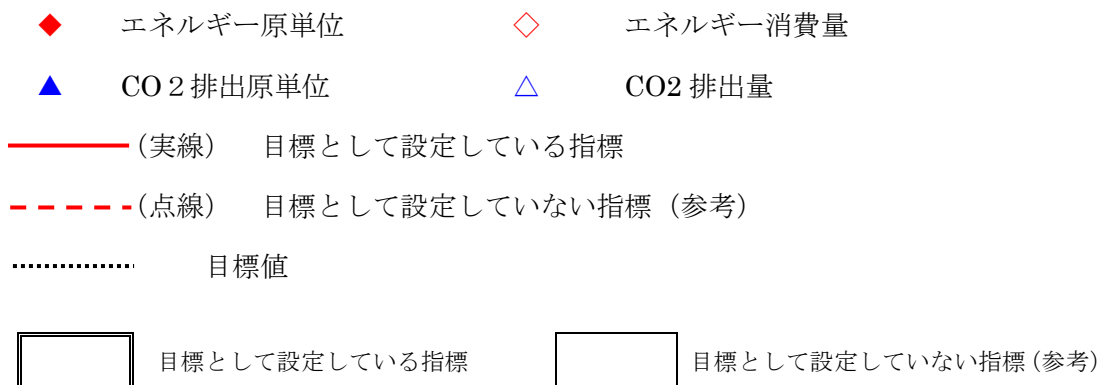 ◆ エネルギー原単位 ◇ エネルギー消費量
▲ CO２排出原単位 △ CO2 排出量
(実線) 目標として設定している指標
(点線) 目標として設定していない指標（参考）
目標値
目標として設定している指標 目標として設定していない指標(参考)